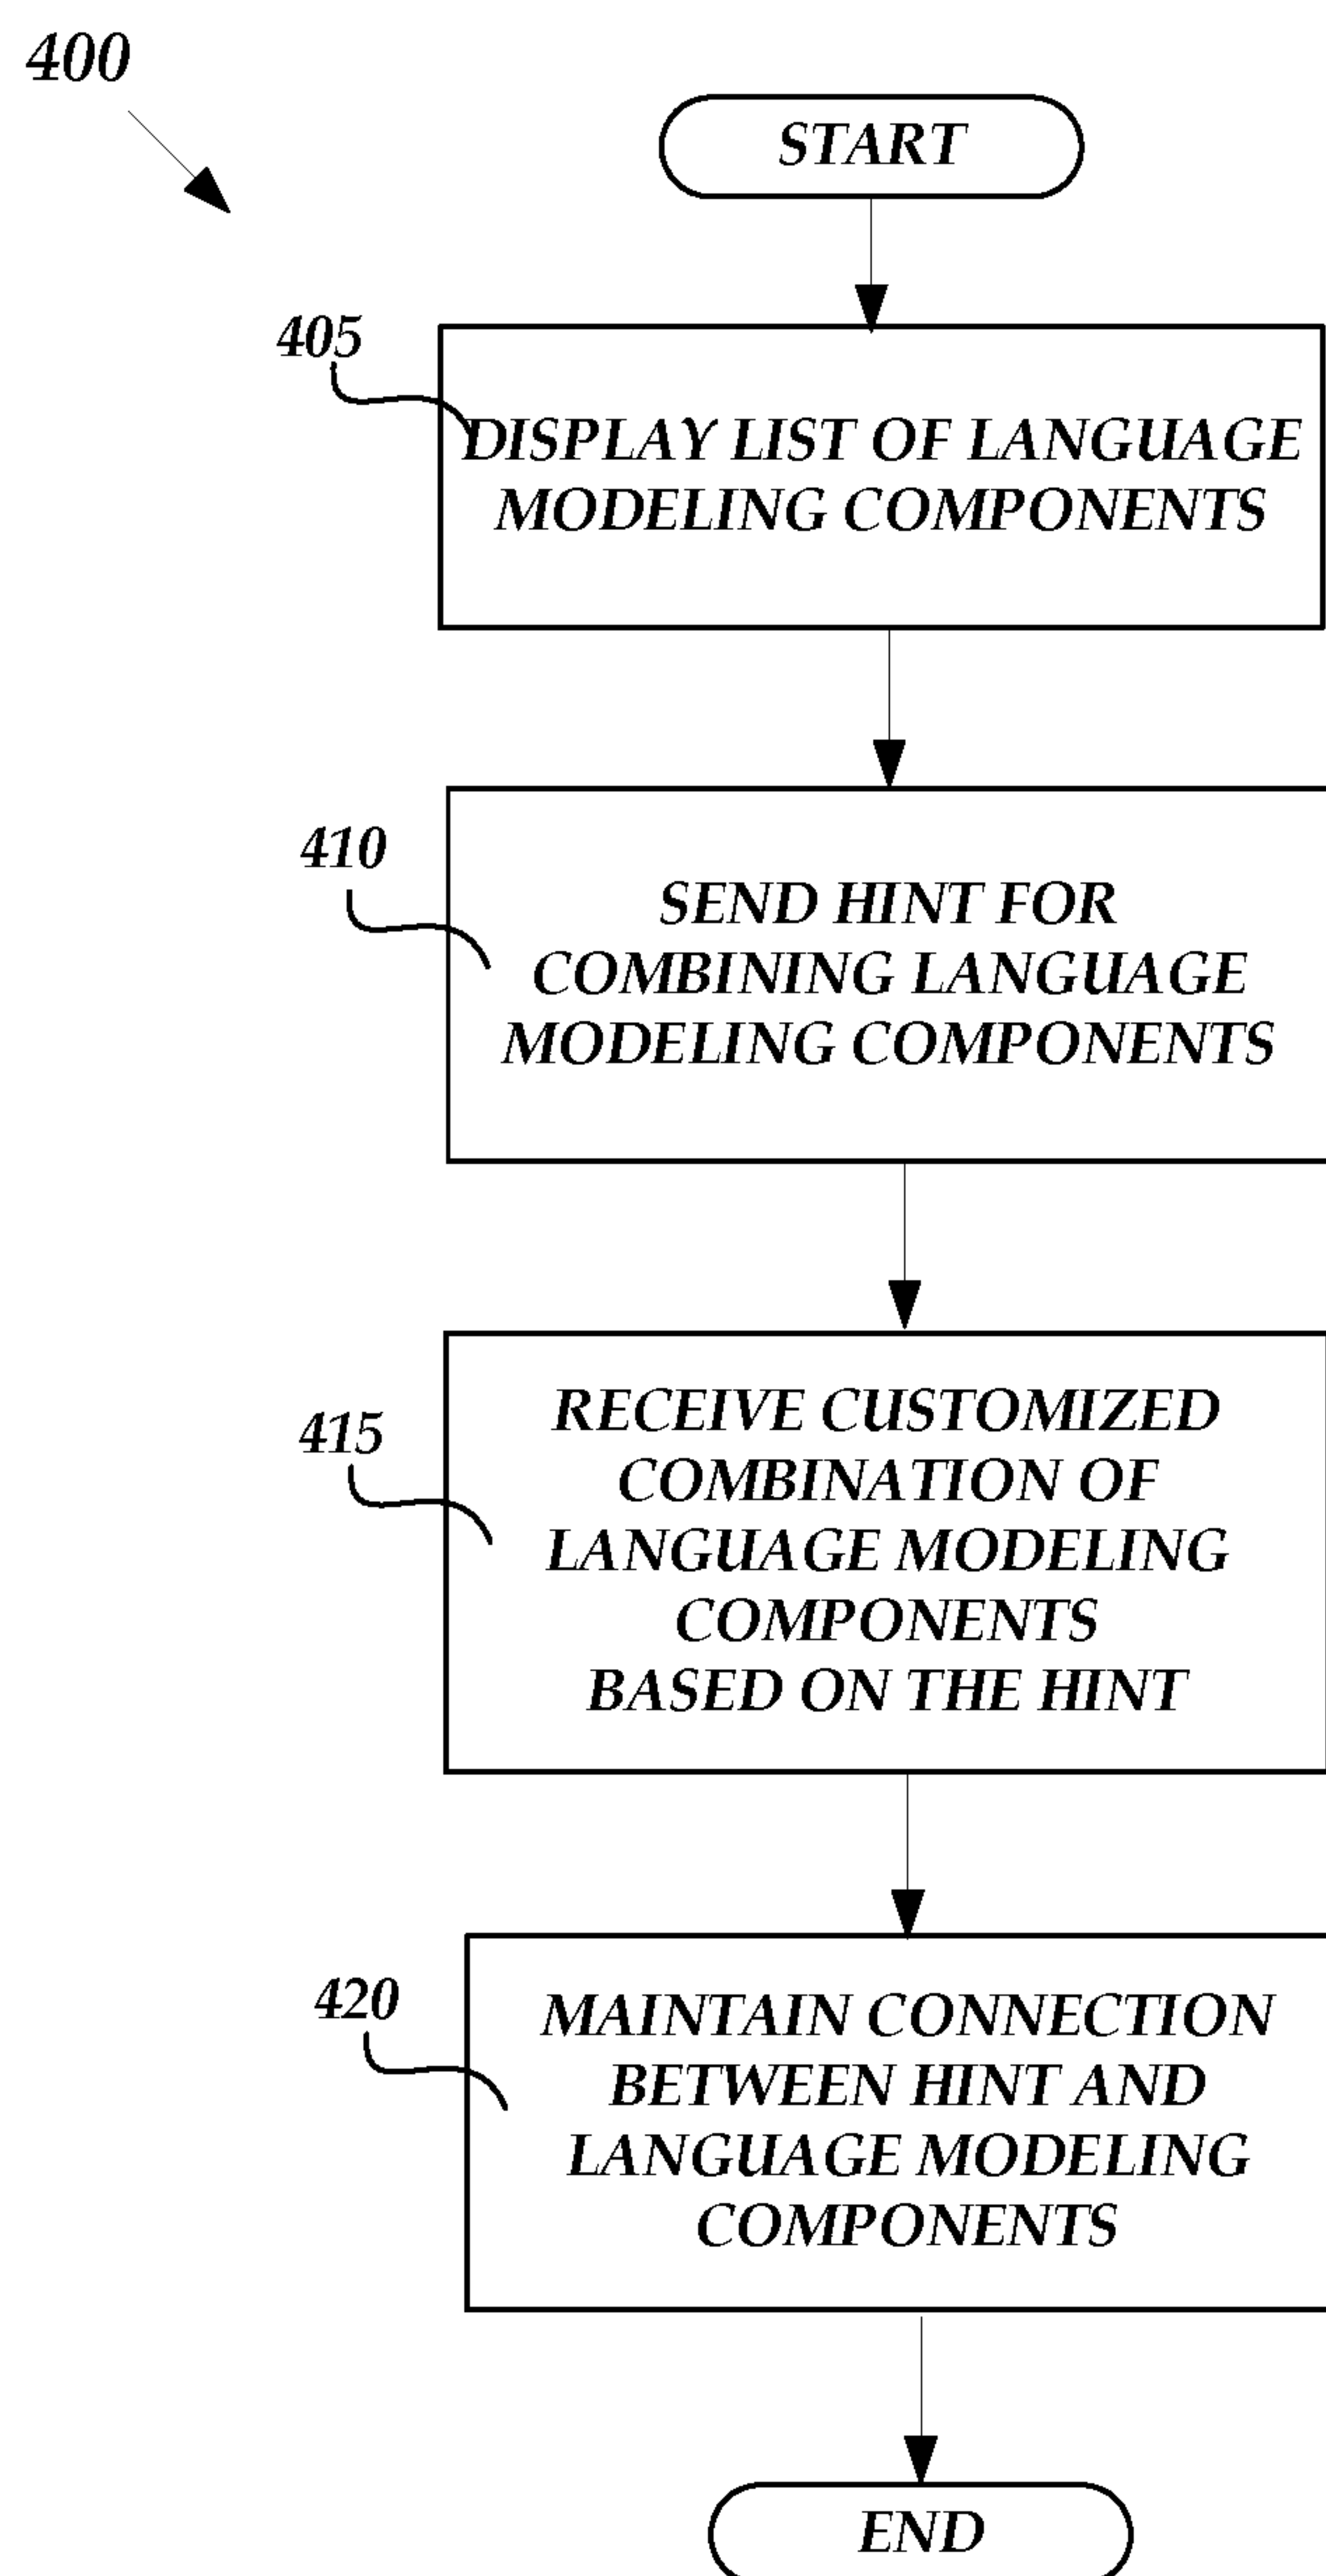 400
START
405
DISPLAY LIST OF LANGUAGE
MODELING COMPONENTS
410
SEND HINT FOR
COMBINING LANGUAGE
MODELING COMPONENTS
415
RECEIVE CUSTOMIZED
COMBINATION OF
LANGUAGE MODELING
COMPONENTS
BASED ON THE HINT
420
MAINTAIN CONNECTION
BETWEEN HINT AND
LANGUAGE MODELING
COMPONENTS
END